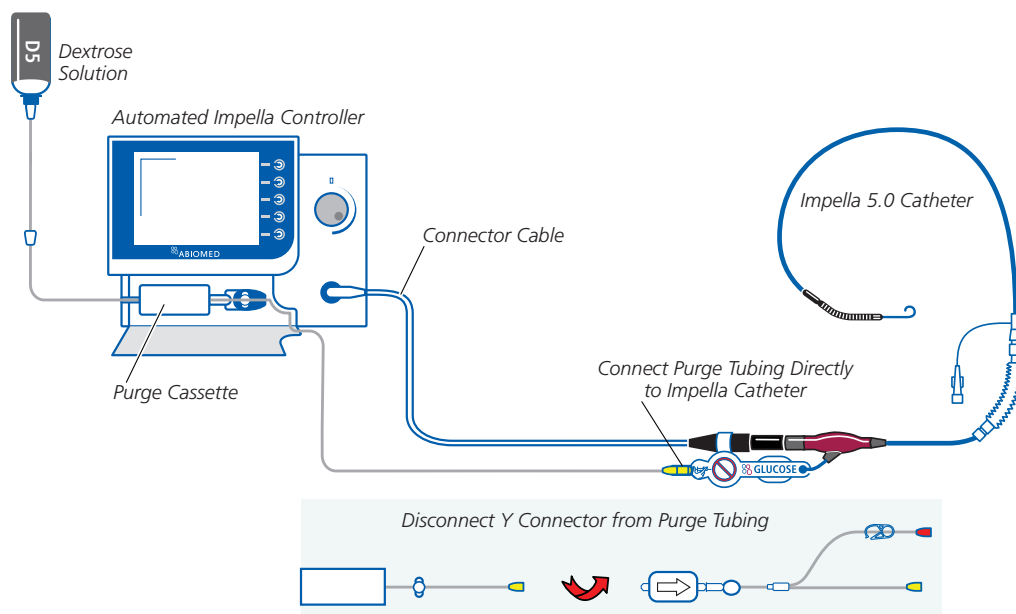 D5
Dextrose
Solution
Automated Impella Controller
ABIOMED
Connector Cable
Impella 5.0 Catheter
Purge Cassette
Connect Purge Tubing Directly
to Impella Catheter
GLUCOSE
Disconnect Y Connector from Purge Tubing